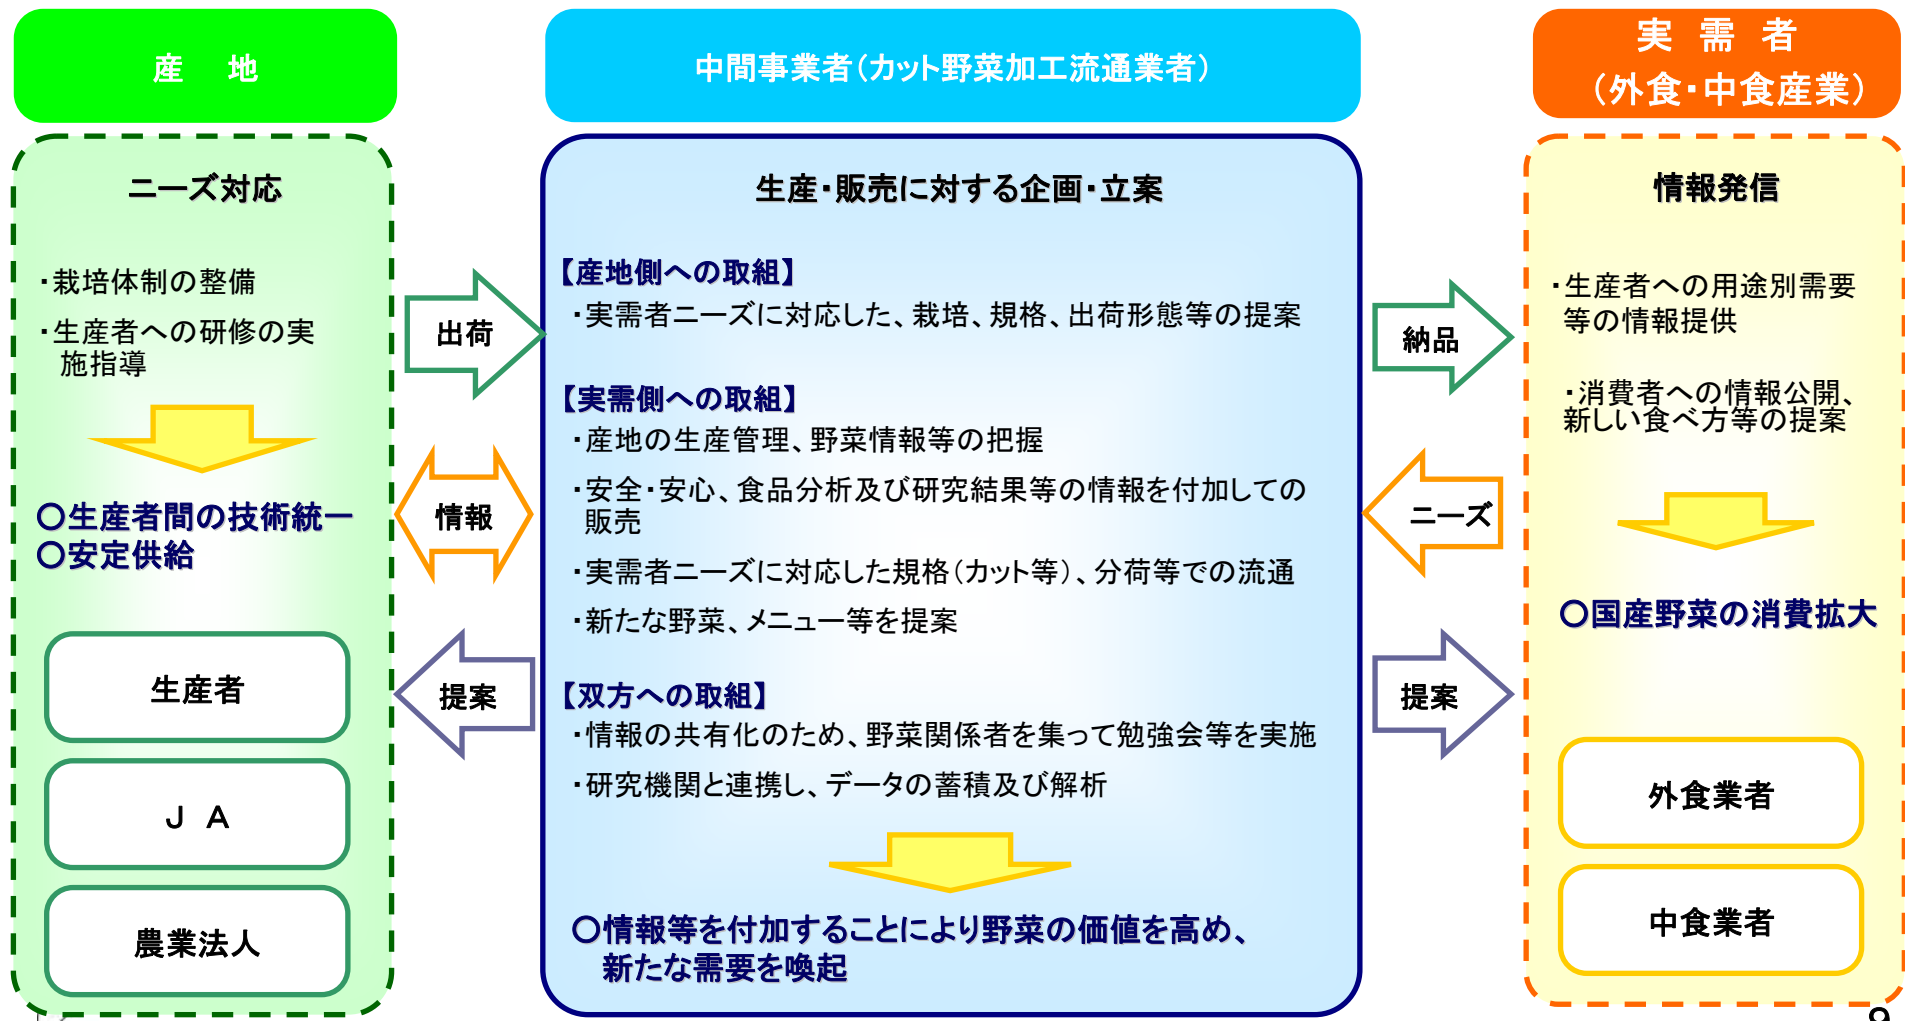 産　地
ニーズ対応
・栽培体制の整備
・生産者への研修の実
施指導
〇生産者間の技術統一
〇安定供給
生産者
ＪＡ
農業法人
出荷
情報
提案
中間事業者（カット野菜加工流通業者）
生産・販売に対する企画・立案
【産地側への取組】
・実需者ニーズに対応した、栽培、規格、出荷形態等の提案
【実需側への取組】
・産地の生産管理、野菜情報等の把握
・安全・安心、食品分析及び研究結果等の情報を付加しての
販売
・実需者ニーズに対応した規格（カット等）、分荷等での流通
・新たな野菜、メニュー等を提案
【双方への取組】
・情報の共有化のため、野菜関係者を集って勉強会等を実施
・研究機関と連携し、データの蓄積及び解析
〇情報等を付加することにより野菜の価値を高め、
新たな需要を喚起
納品
ニーズ
提案
実　需　者
（外食・中食産業）
情報発信
・生産者への用途別需要
等の情報提供
・消費者への情報公開、
新しい食べ方等の提案
〇国産野菜の消費拡大
外食業者
中食業者